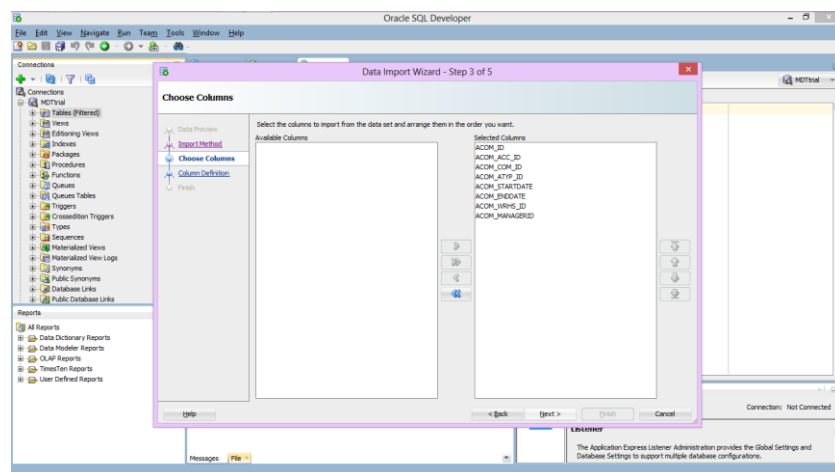 Oracle SQL Developer
File Edit View Navigate Run Team Tools Window Help
Connections
Connections
MDTtrial
Tables (Filtered)
Views
Editioning Views
Indexes
Packages
Procedures
Functions
Queues
Queues Tables
Triggers
Crossedition Triggers
Types
Sequences
Materialized Views
Materialized View Logs
Synonyms
Public Synonyms
Database Links
Public Database Links
Reports
All Reports
Data Dictionary Reports
Data Modeler Reports
OLAP Reports
TimesTen Reports
User Defined Reports
Data Import Wizard - Step 3 of 5
Choose Columns
Data Preview
Import Method
Choose Columns
Column Definition
Finish
Select the columns to import from the data set and arrange them in the order you want.
Available Columns
Selected Columns
ACOM_ID
ACOM_ACC_ID
ACOM_COM_ID
ACOM_ATYP_ID
ACOM_STARTDATE
ACOM_ENDDATE
ACOM_WRHS_ID
ACOM_MANAGERID
Help
< Back Next > Finish Cancel
MDTtrial
Connection: Not Connected
Listener
The Application Express Listener Administration provides the Global Settings and
Database Settings to support multiple database configurations.
Messages File